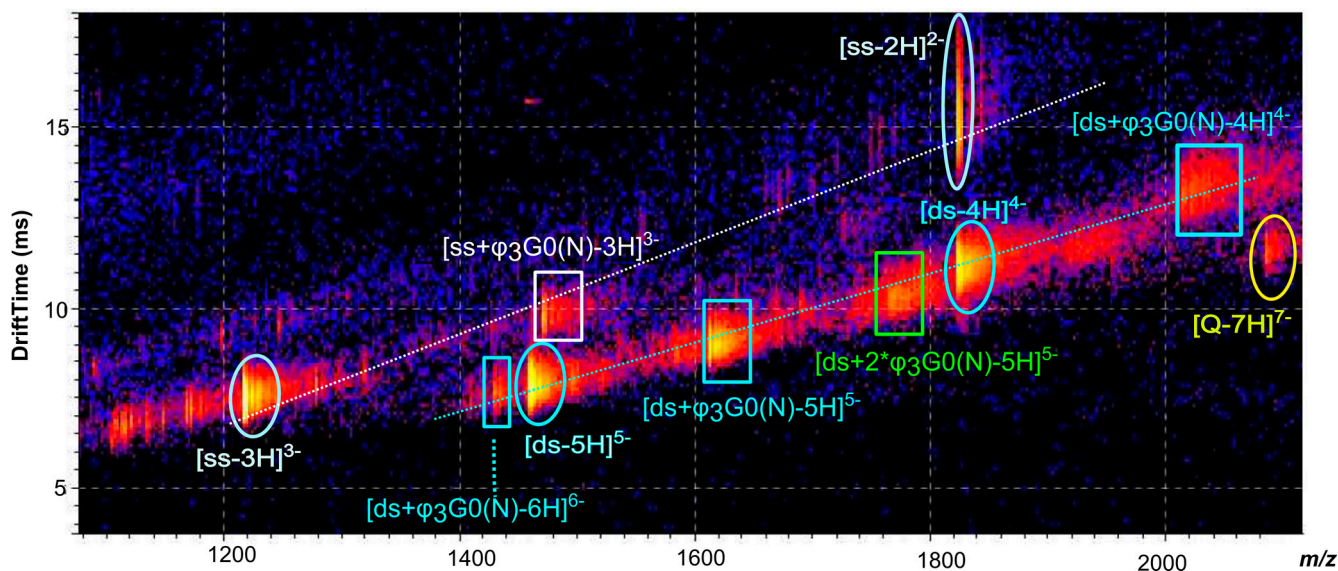 [ss-2H]²⁻
[ds+φ₃G0(N)-4H]⁴⁻
15
[ds-4H]⁴⁻
[ss+φ₃G0(N)-3H]³⁻
DriftTime (ms)
10
[Q-7H]⁷⁻
[ds+2*φ₃G0(N)-5H]⁵⁻
[ds+φ₃G0(N)-5H]⁵⁻
[ds-5H]⁵⁻
[ss-3H]³⁻
5
[ds+φ₃G0(N)-6H]⁶⁻
1200 1400 1600 1800 2000 m/z